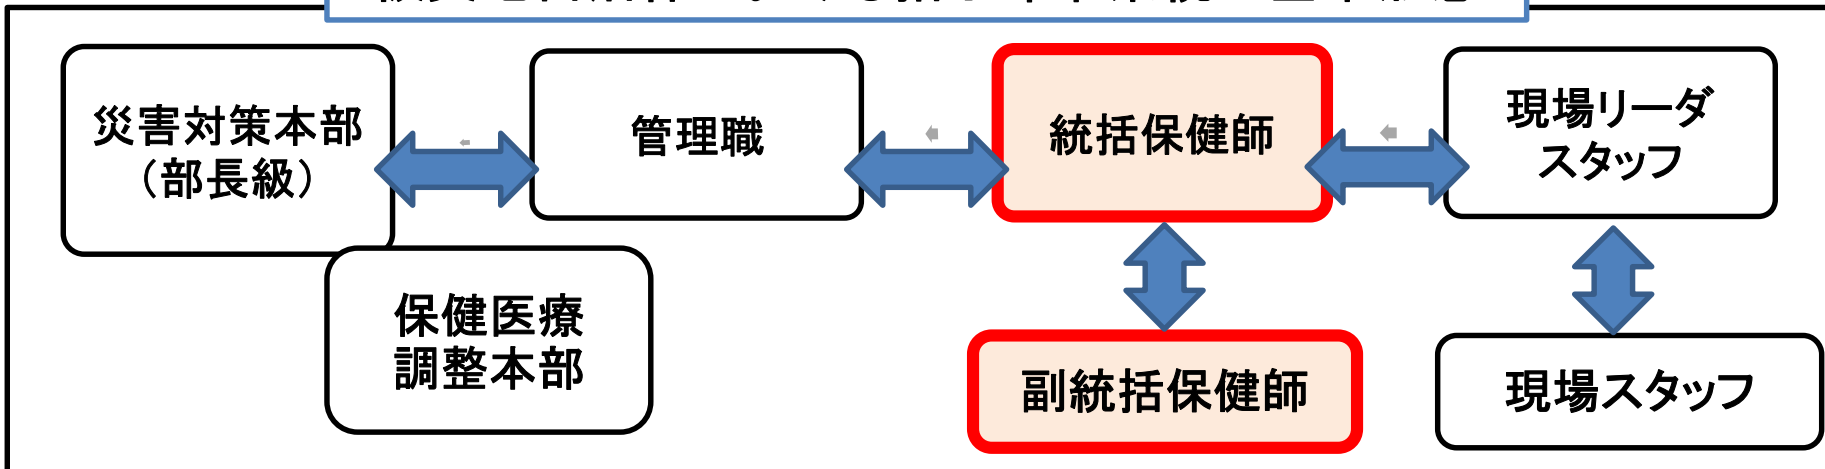 災害対策本部
（部長級）
管理職
統括保健師
現場リーダ
スタッフ
保健医療
調整本部
副統括保健師
現場スタッフ